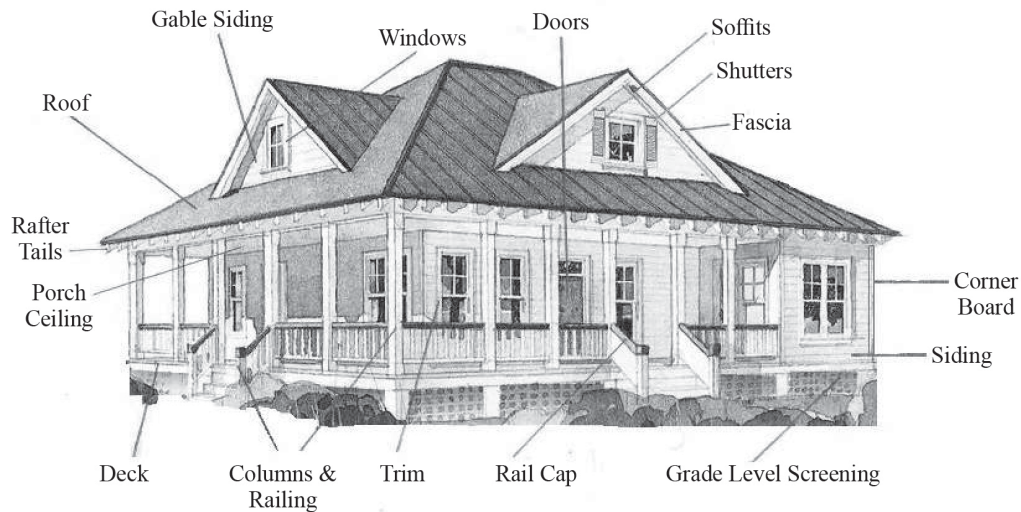 Gable Siding
Windows
Doors
Soffits
Shutters
Fascia
Roof
Rafter
Tails
Porch
Ceiling
Corner
Board
Siding
Deck
Columns &
Railing
Trim
Rail Cap
Grade Level Screening